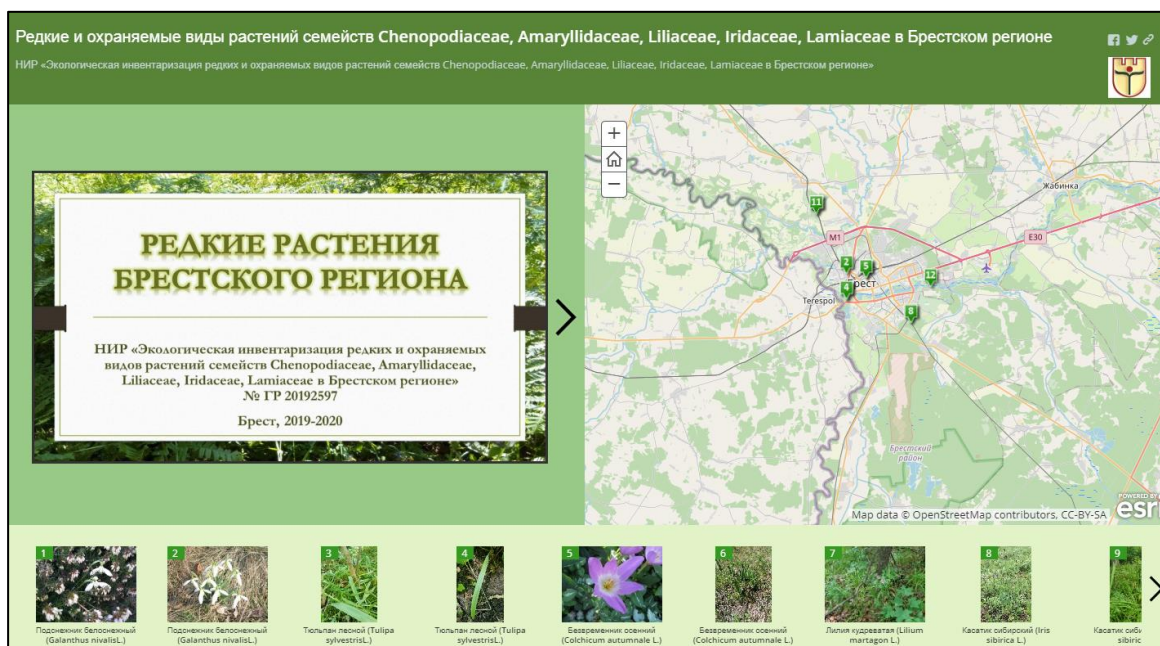 Редкие и охраняемые виды растений семейств Chenopodiaceae, Amaryllidaceae, Liliaceae, Iridaceae, Lamiaceae в Брестском регионе
НИР «Экологическая инвентаризация редких и охраняемых видов растений семейств Chenopodiaceae, Amaryllidaceae, Liliaceae, Iridaceae, Lamiaceae в Брестском регионе»
РЕДКИЕ РАСТЕНИЯ
БРЕСТСКОГО РЕГИОНА
НИР «Экологическая инвентаризация редких и охраняемых
видов растений семейств Chenopodiaceae, Amaryllidaceae,
Liliaceae, Iridaceae, Lamiaceae в Брестском регионе»
№ ГР 20192597
Брест, 2019-2020
+
−
11
Жабинка
M1
E30
2
5
12
4
рест
Terespol
8
Брестский
район
Map data © OpenStreetMap contributors, CC-BY-SA
POWERED BY
esri
1
2
3
4
5
6
7
8
9
Подснежник белоснежный
(Galanthus nivalisL.)
Подснежник белоснежный
(Galanthus nivalisL.)
Тюльпан лесной (Tulipa
sylvestrisL.)
Тюльпан лесной (Tulipa
sylvestrisL.)
Безвременник осенний
(Colchicum autumnale L.)
Безвременник осенний
(Colchicum autumnale L.)
Лилия кудреватая (Lilium
martagon L.)
Касатик сибирский (Iris
sibirica L.)
Касатик сиби
sibiric